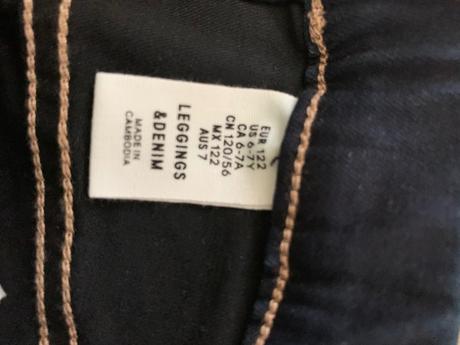 EUR 122
US 6-7Y
CA 6-7A
CN 120/56
MX 122
AUS 7
LEGGINGS
&DENIM
MADE IN
CAMBODIA